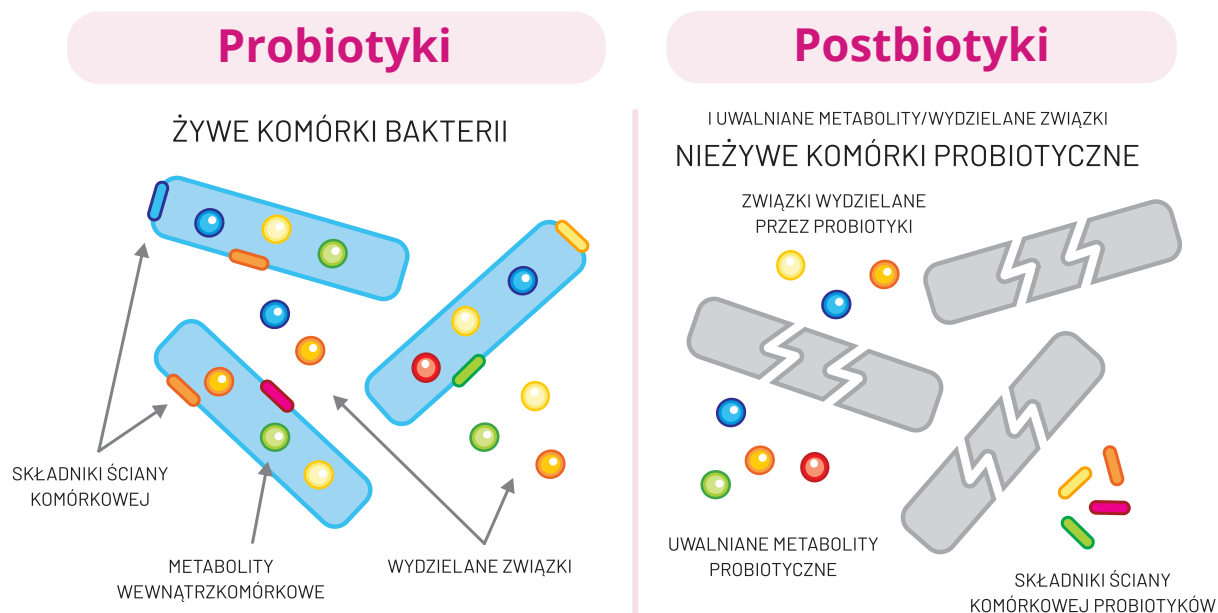 Probiotyki
ŻYWE KOMÓRKI BAKTERII
SKŁADNIKI ŚCIANY
KOMÓRKOWEJ
METABOLITY
WEWNĄTRZKOMÓRKOWE
WYDZIELANE ZWIĄZKI
Postbiotyki
I UWALNIANE METABOLITY/WYDZIELANE ZWIĄZKI
NIEŻYWE KOMÓRKI PROBIOTYCZNE
ZWIĄZKI WYDZIELANE
PRZEZ PROBIOTYKI
UWALNIANE METABOLITY
PROBIOTYCZNE
SKŁADNIKI ŚCIANY
KOMÓRKOWEJ PROBIOTYKÓW